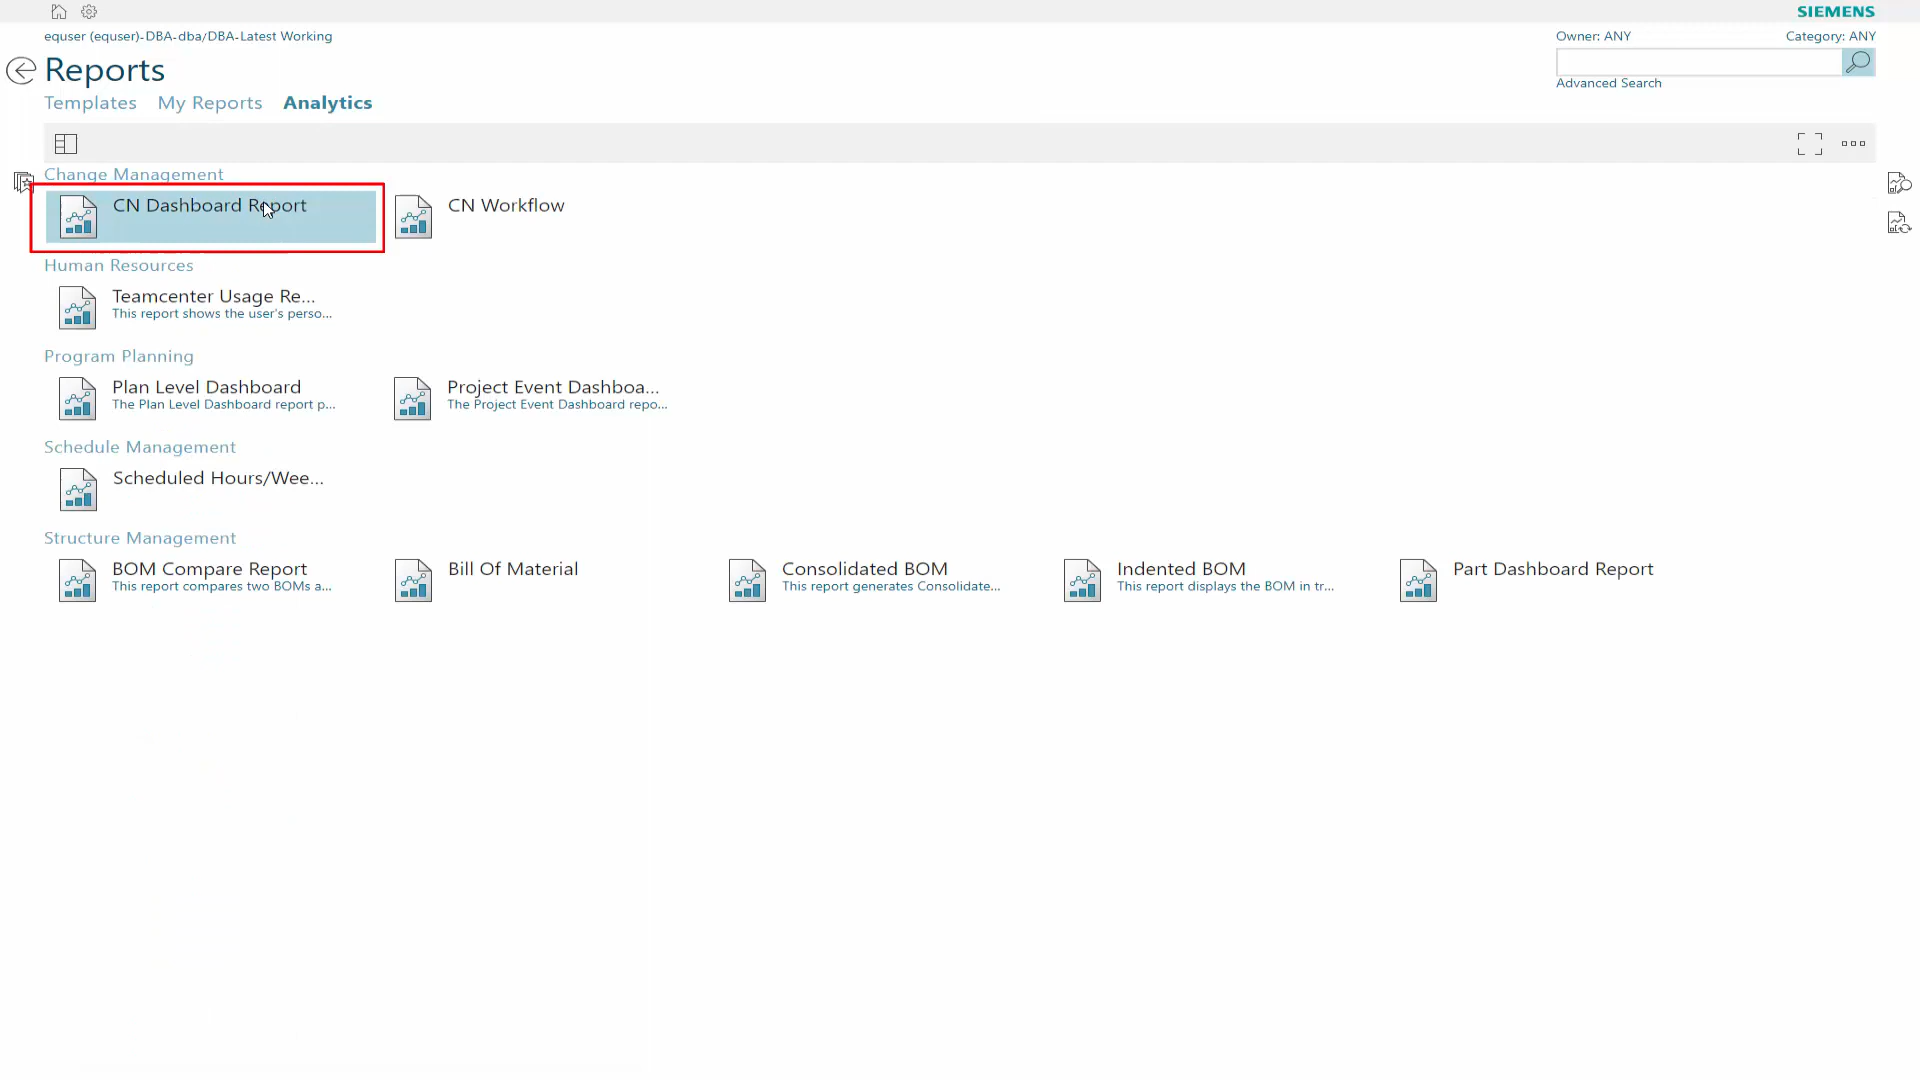 SIEMENS
equser (equser)-DBA-dba/DBA-Latest Working
Owner: ANY
Category: ANY
Reports
Advanced Search
Templates
My Reports
Analytics
Change Management
CN Dashboard Report
CN Workflow
Human Resources
Teamcenter Usage Re...
This report shows the user's perso...
Program Planning
Plan Level Dashboard
The Plan Level Dashboard report p...
Project Event Dashboa...
The Project Event Dashboard repo...
Schedule Management
Scheduled Hours/Wee...
Structure Management
BOM Compare Report
This report compares two BOMs a...
Bill Of Material
Consolidated BOM
This report generates Consolidate...
Indented BOM
This report displays the BOM in tr...
Part Dashboard Report